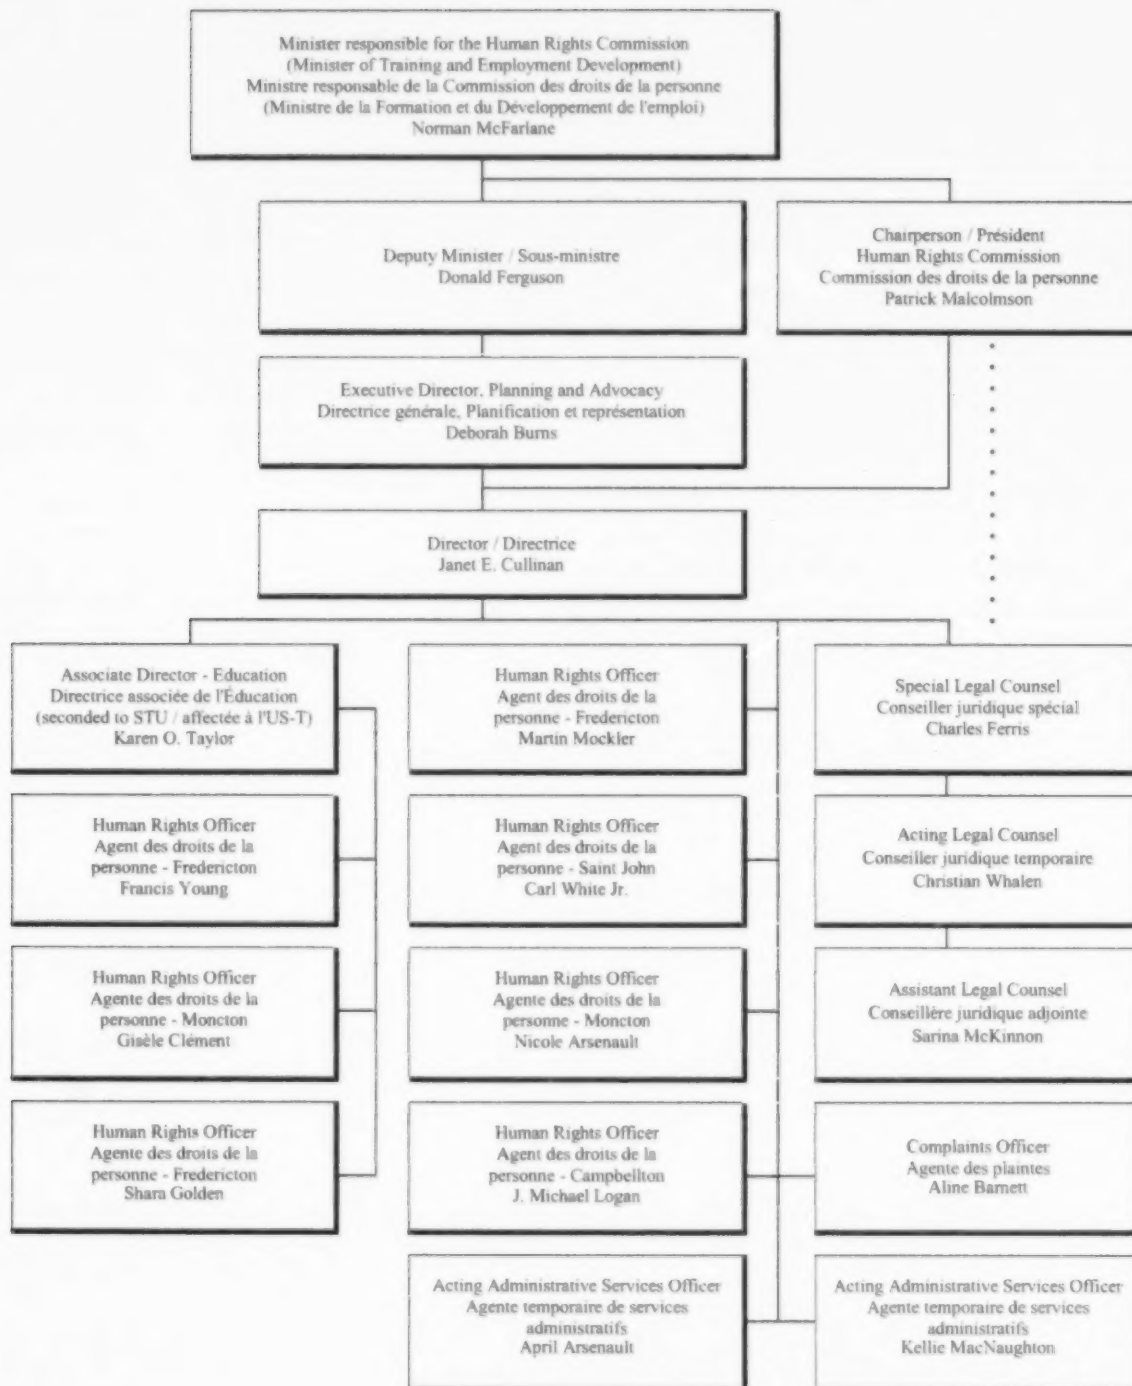 Minister responsible for the Human Rights Commission
(Minister of Training and Employment Development)
Ministre responsable de la Commission des droits de la personne
(Ministre de la Formation et du Développement de l'emploi)
Norman McFarlane
Deputy Minister / Sous-ministre
Donald Ferguson
Chairperson / Président
Human Rights Commission
Commission des droits de la personne
Patrick Malcolmson
Executive Director, Planning and Advocacy
Directrice générale, Planification et représentation
Deborah Burns
Director / Directrice
Janet E. Cullinan
Associate Director - Education
Directrice associée de l'Éducation
(seconded to STU / affectée à l'US-T)
Karen O. Taylor
Human Rights Officer
Agent des droits de la
personne - Fredericton
Martin Mockler
Special Legal Counsel
Conseiller juridique spécial
Charles Ferris
Human Rights Officer
Agent des droits de la
personne - Fredericton
Francis Young
Human Rights Officer
Agent des droits de la
personne - Saint John
Carl White Jr.
Acting Legal Counsel
Conseiller juridique temporaire
Christian Whalen
Human Rights Officer
Agente des droits de la
personne - Moncton
Gisèle Clément
Human Rights Officer
Agente des droits de la
personne - Moncton
Nicole Arsenault
Assistant Legal Counsel
Conseillère juridique adjointe
Sarina McKinnon
Human Rights Officer
Agente des droits de la
personne - Fredericton
Shara Golden
Human Rights Officer
Agent des droits de la
personne - Campbellton
J. Michael Logan
Complaints Officer
Agente des plaintes
Aline Barnett
Acting Administrative Services Officer
Agente temporaire de services
administratifs
April Arsenault
Acting Administrative Services Officer
Agente temporaire de services
administratifs
Kellie MacNaughton